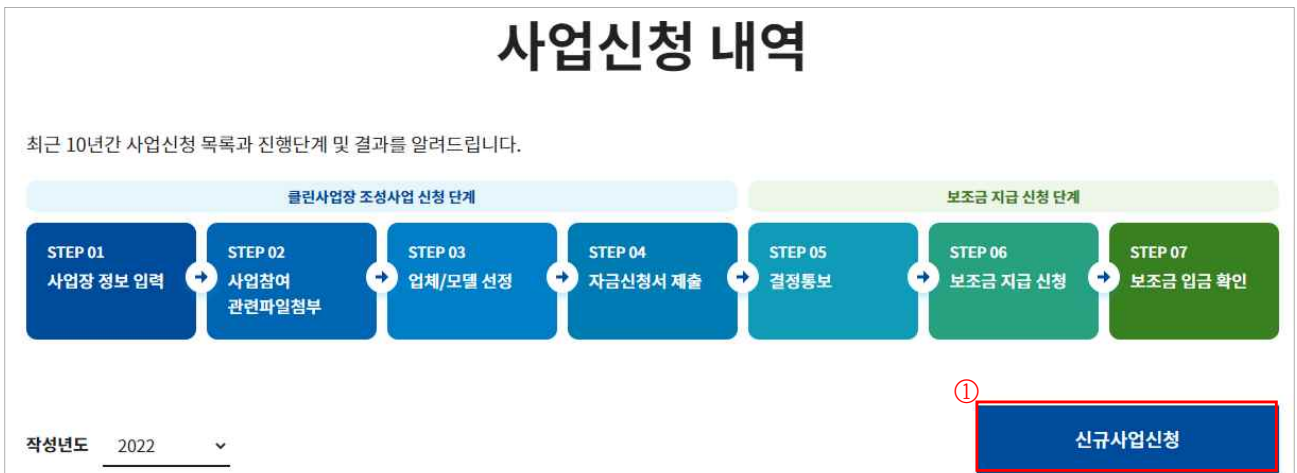 사업신청 내역
최근 10년간 사업신청 목록과 진행단계 및 결과를 알려드립니다.
클린사업장 조성사업 신청 단계
보조금 지급 신청 단계
STEP 01
사업장 정보 입력
STEP 02
사업참여
관련파일첨부
STEP 03
업체/모델 선정
STEP 04
자금신청서 제출
STEP 05
결정통보
STEP 06
보조금 지급 신청
STEP 07
보조금 입금 확인
①
작성년도 2022
신규사업신청